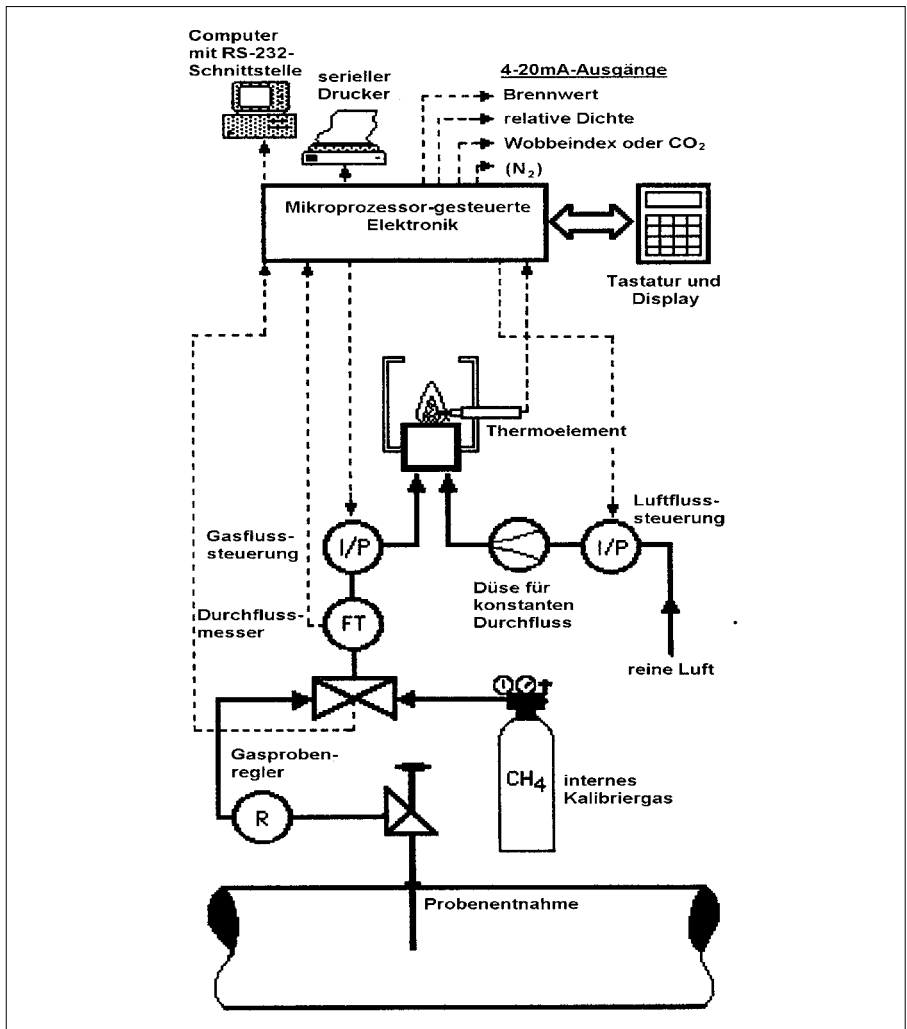 Computer
mit RS-232-
Schnittstelle
serieller
Drucker
4-20mA-Ausgänge
Brennwert
relative Dichte
Wobbeindex oder CO₂
(N₂)
Mikroprozessor-gesteuerte
Elektronik
Tastatur und
Display
Thermoelement
Gasfluss-
steuerung
I/P
Luftfluss-
steuerung
I/P
Düse für
konstanten
Durchfluss
Durchfluss-
messer
FT
reine Luft
Gasproben-
regler
R
CH₄
internes
Kalibriergas
Probenentnahme